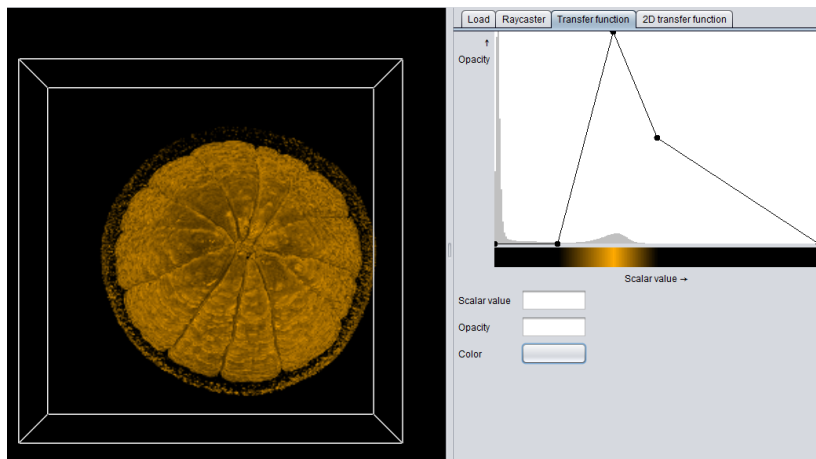 Load Raycaster Transfer function 2D transfer function
↑
Opacity
Scalar value →
Scalar value
Opacity
Color